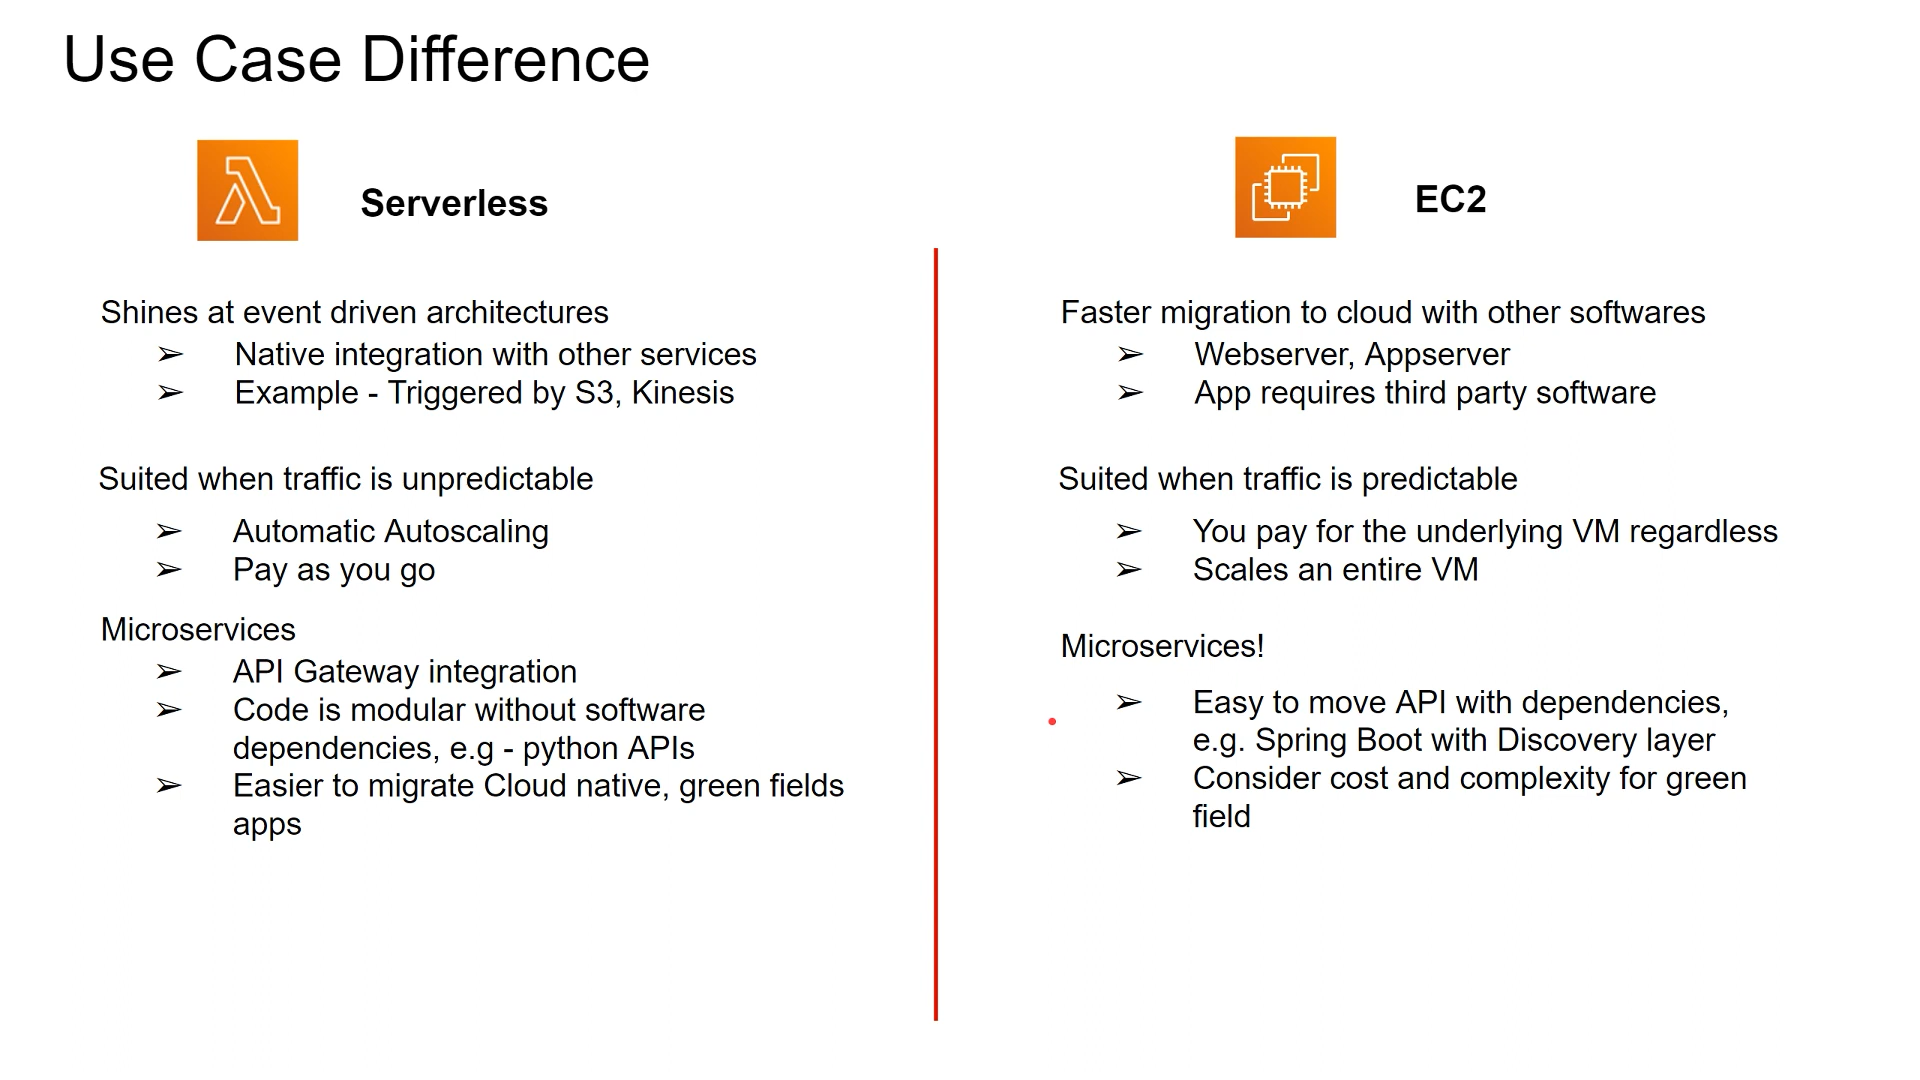 Use Case Difference
Serverless
Shines at event driven architectures
➢ Native integration with other services
➢ Example - Triggered by S3, Kinesis
Suited when traffic is unpredictable
➢ Automatic Autoscaling
➢ Pay as you go
Microservices
➢ API Gateway integration
➢ Code is modular without software
dependencies, e.g - python APIs
➢ Easier to migrate Cloud native, green fields
apps
EC2
Faster migration to cloud with other softwares
➢ Webserver, Appserver
➢ App requires third party software
Suited when traffic is predictable
➢ You pay for the underlying VM regardless
➢ Scales an entire VM
Microservices!
➢ Easy to move API with dependencies,
e.g. Spring Boot with Discovery layer
➢ Consider cost and complexity for green
field